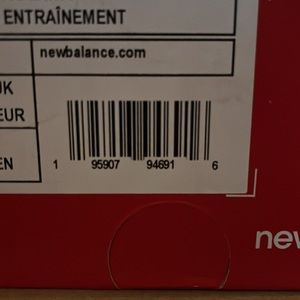 ENTRAÎNEMENT
newbalance.com
UK
EUR
EN
1 95907 94691 6
new